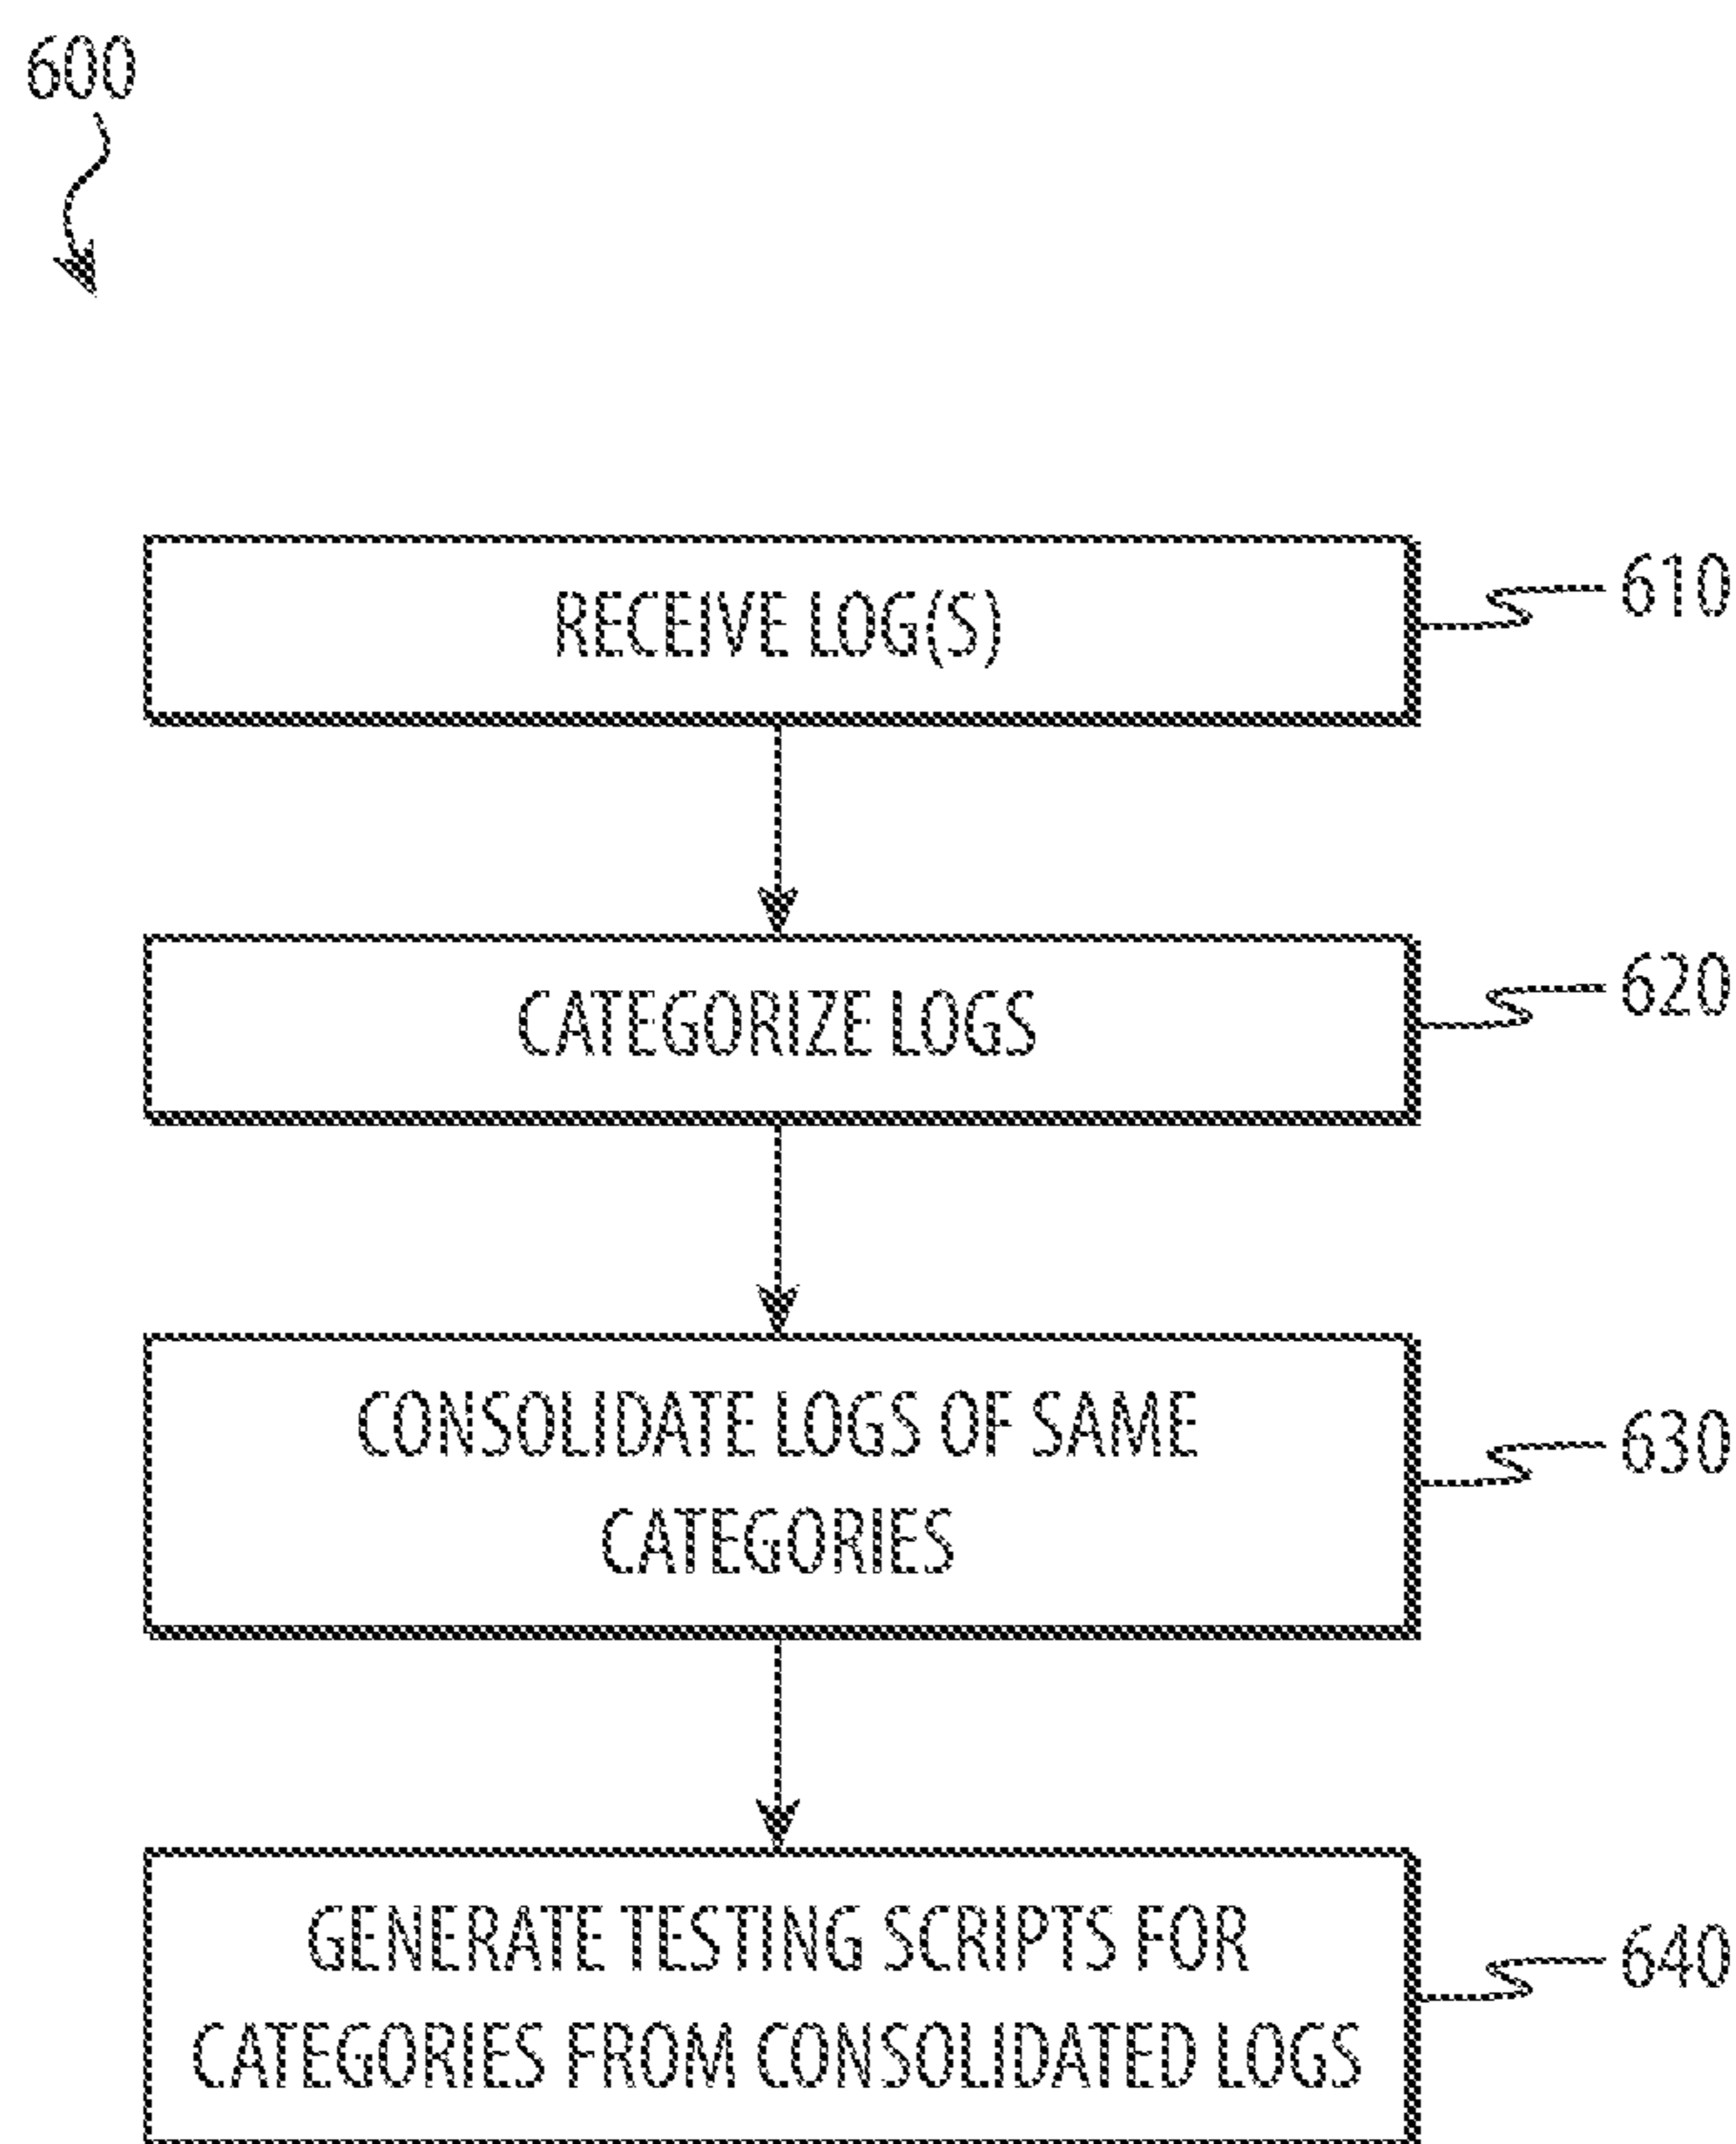 600
RECEIVE LOG(S)
610
CATEGORIZE LOGS
620
CONSOLIDATE LOGS OF SAME
CATEGORIES
630
GENERATE TESTING SCRIPTS FOR
CATEGORIES FROM CONSOLIDATED LOGS
640